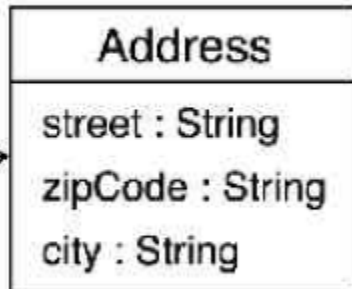 Address
street : String
zipCode : String
city : String